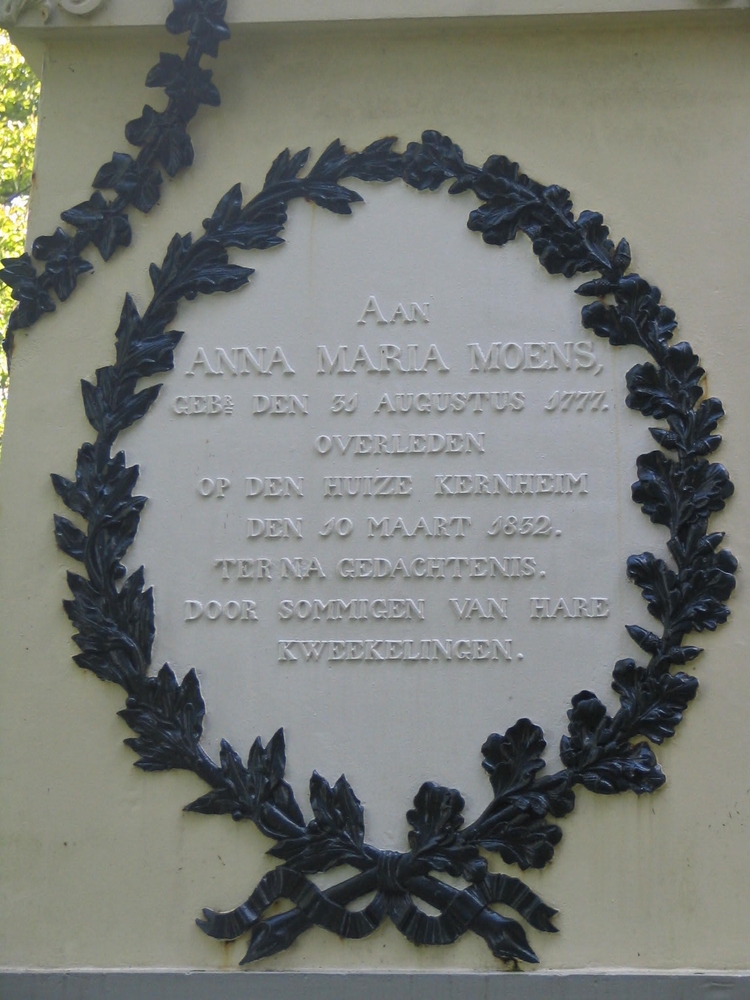 AAN
ANNA MARIA MOENS,
GEBN DEN 31 AUGUSTUS 1777.
OVERLEDEN
OP DEN HUIZE KERNHEIM
DEN 10 MAART 1832.
TER NA GEDACHTENIS.
DOOR SOMMIGEN VAN HARE
KWEEKELINGEN.